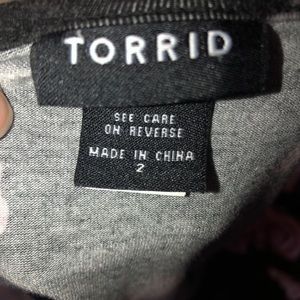 TORRID
SEE CARE
ON REVERSE
MADE IN CHINA
2